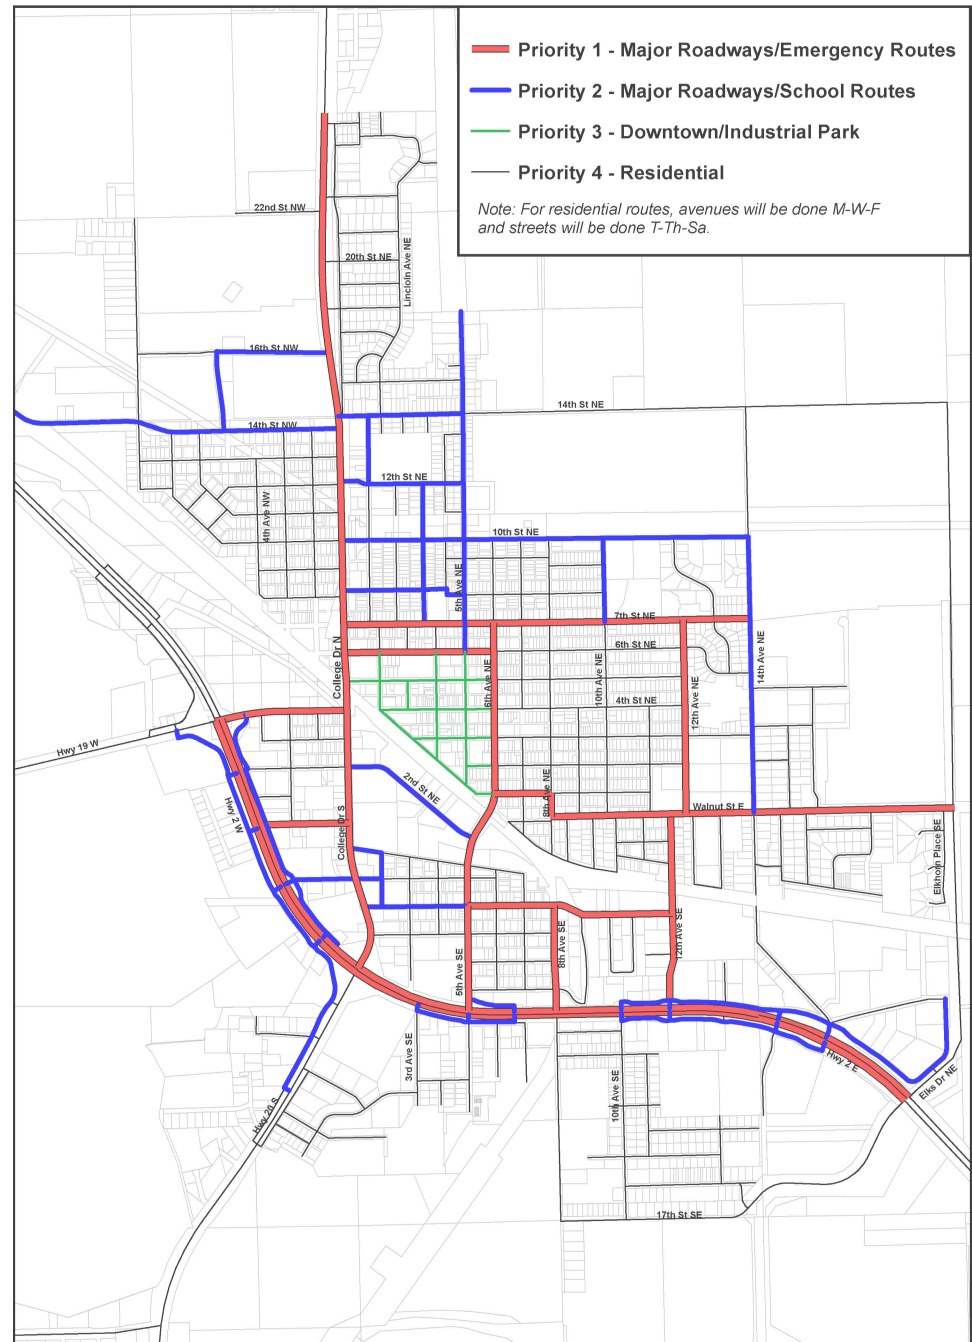 Priority 1 - Major Roadways/Emergency Routes
Priority 2 - Major Roadways/School Routes
Priority 3 - Downtown/Industrial Park
Priority 4 - Residential
Note: For residential routes, avenues will be done M-W-F
and streets will be done T-Th-Sa.
22nd St NW
20th St NE
Lincloln Ave NE
16th St NW
14th St NE
14th St NW
12th St NE
4th Ave NW
10th St NE
5th Ave NE
7th St NE
6th St NE
College Dr N
6th Ave NE
10th Ave NE
14th Ave NE
4th St NE
12th Ave NE
Hwy 19 W
2nd St NE
8th Ave NE
Hwy 2 W
Walnut St E
College Dr S
Elkhorn Place SE
5th Ave SE
8th Ave SE
12th Ave SE
3rd Ave SE
Hwy 2 E
Elks Dr NE
10th Ave SE
Hwy 20 S
17th St SE